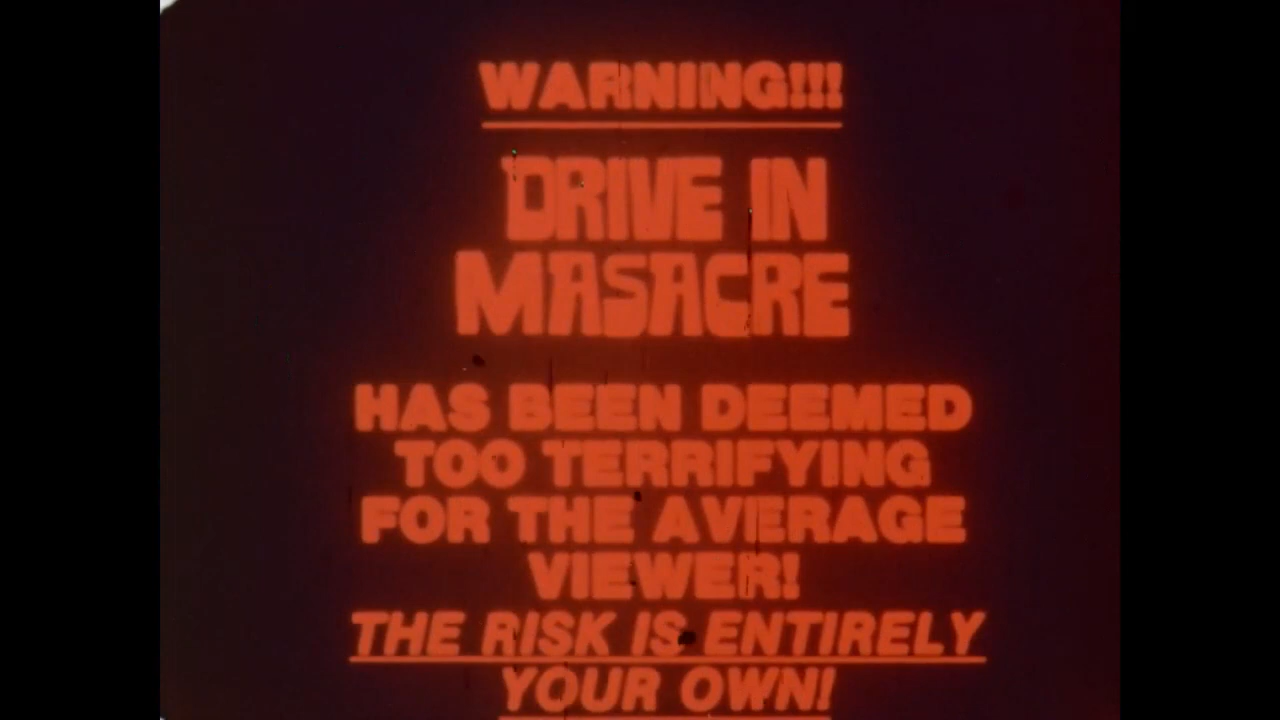 WARNING!!!
DRIVE IN
MASACRE
HAS BEEN DEEMED
TOO TERRIFYING
FOR THE AVERAGE
VIEWER!
THE RISK IS ENTIRELY
YOUR OWN!